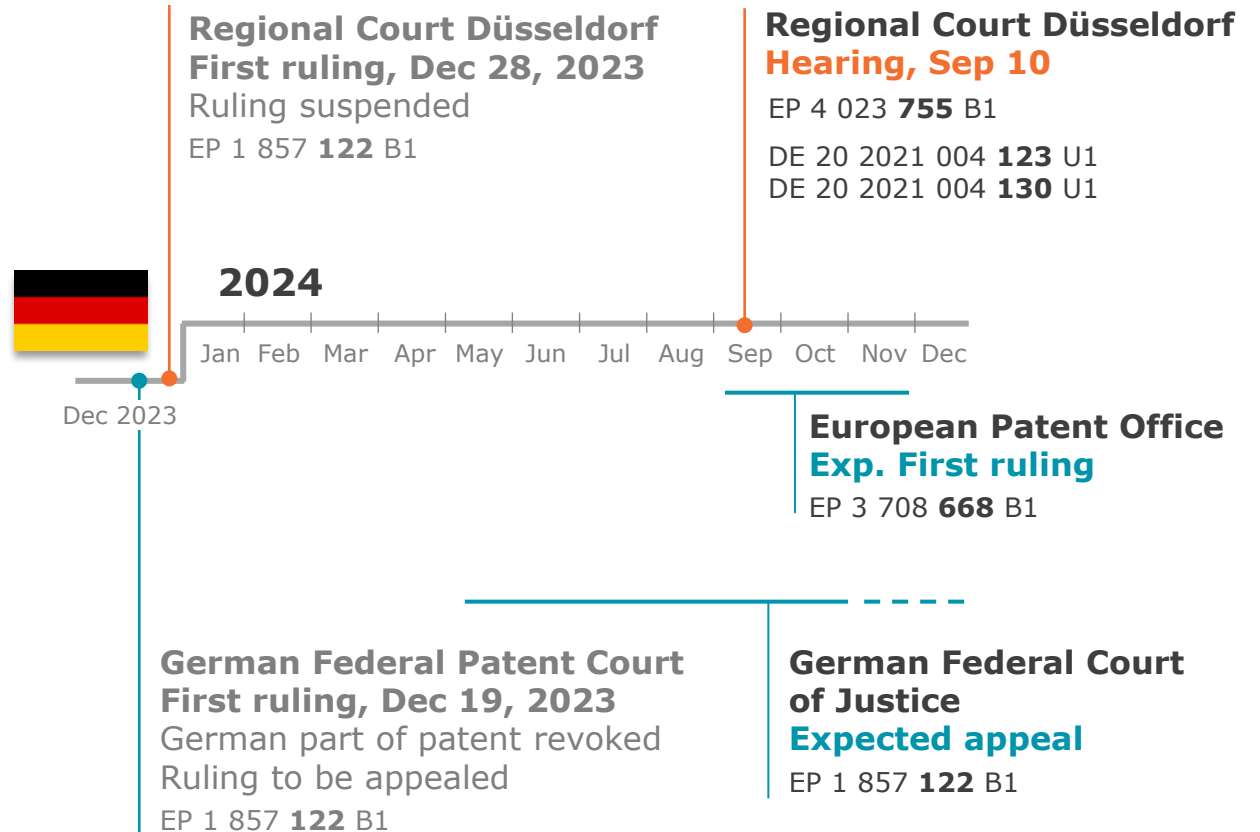 Regional Court Düsseldorf
First ruling, Dec 28, 2023
Ruling suspended
EP 1 857 122 B1
Regional Court Düsseldorf
Hearing, Sep 10
EP 4 023 755 B1
DE 20 2021 004 123 U1
DE 20 2021 004 130 U1
2024
Jan Feb Mar Apr May Jun Jul Aug Sep Oct Nov Dec
Dec 2023
European Patent Office
Exp. First ruling
EP 3 708 668 B1
German Federal Patent Court
First ruling, Dec 19, 2023
German part of patent revoked
Ruling to be appealed
EP 1 857 122 B1
German Federal Court
of Justice
Expected appeal
EP 1 857 122 B1